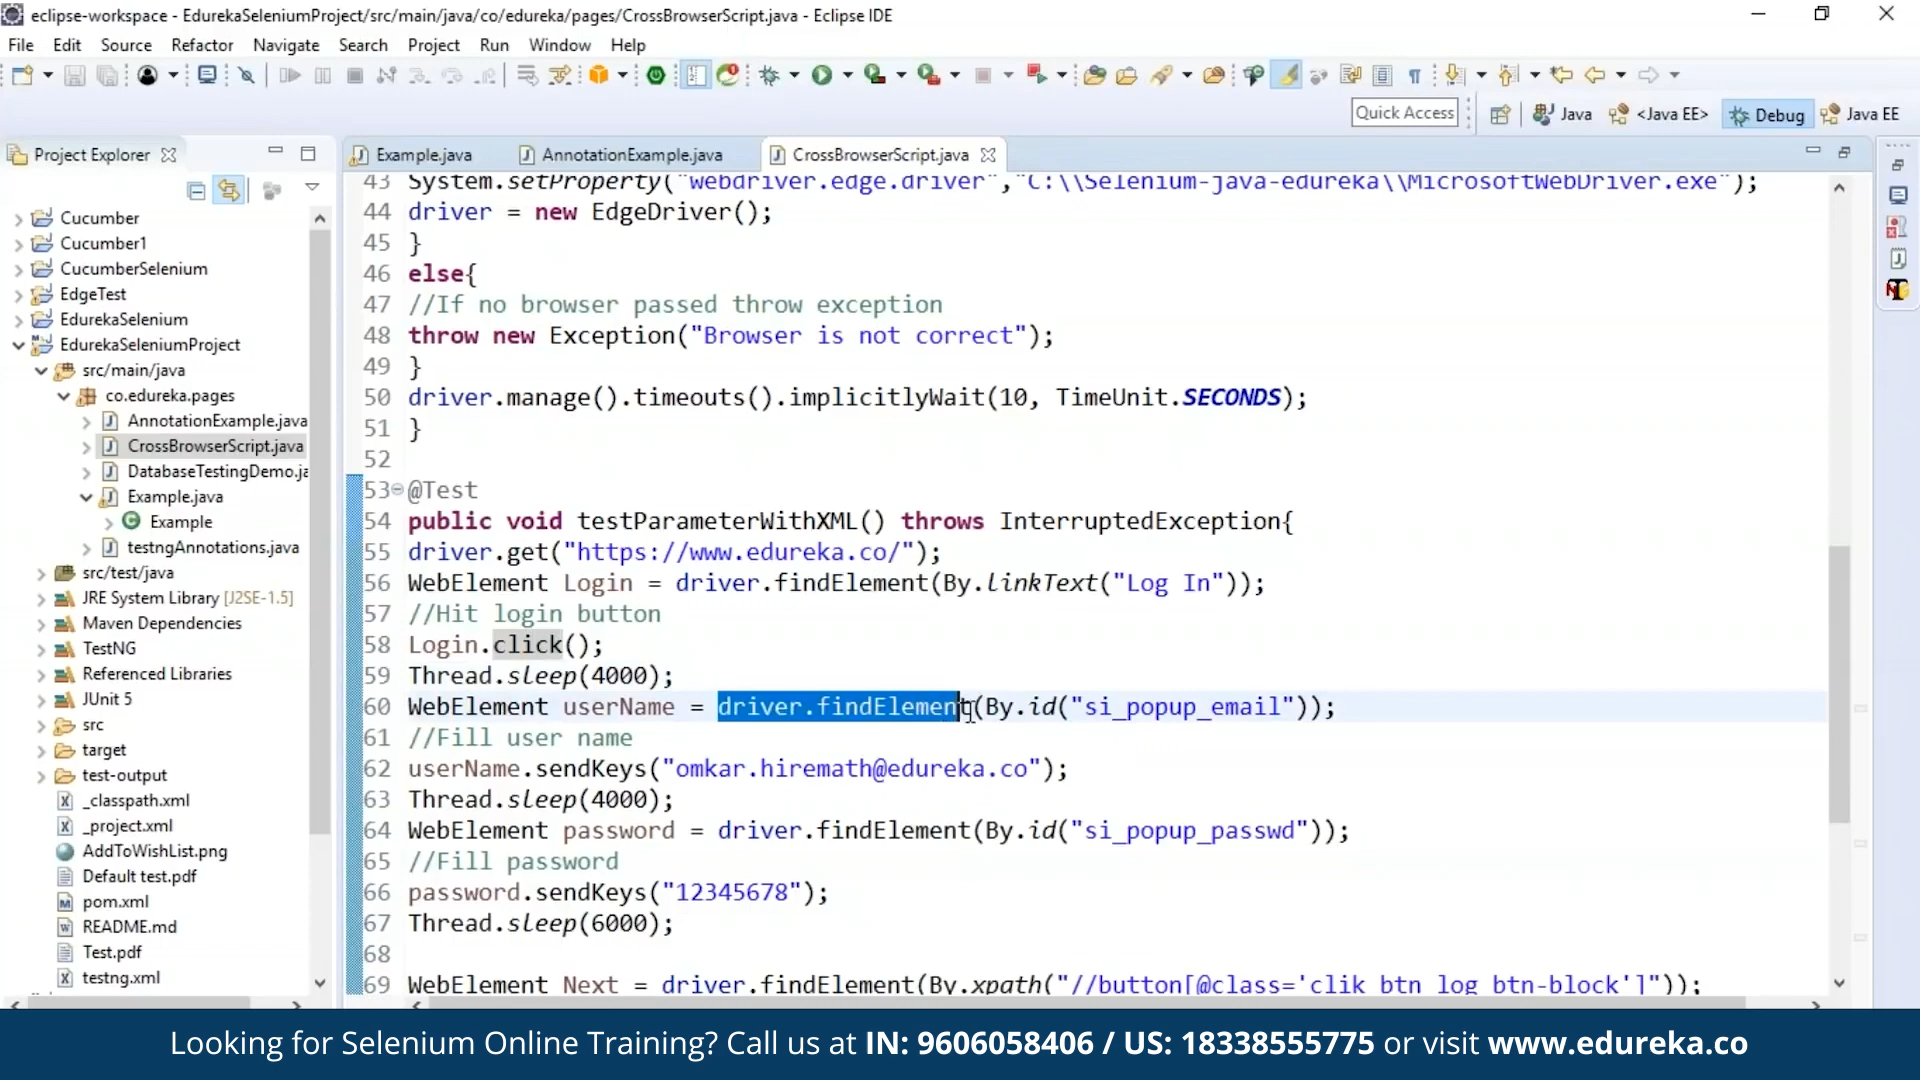 eclipse-workspace - EdurekaSeleniumProject/src/main/java/co/edureka/pages/CrossBrowserScript.java - Eclipse IDE
File Edit Source Refactor Navigate Search Project Run Window Help
Quick Access Java <Java EE> Debug Java EE
Project Explorer
Example.java AnnotationExample.java CrossBrowserScript.java
Cucumber
Cucumber1
CucumberSelenium
EdgeTest
EdurekaSelenium
EdurekaSeleniumProject
src/main/java
co.edureka.pages
AnnotationExample.java
CrossBrowserScript.java
DatabaseTestingDemo.ja
Example.java
Example
testngAnnotations.java
src/test/java
JRE System Library [J2SE-1.5]
Maven Dependencies
TestNG
Referenced Libraries
JUnit 5
src
target
test-output
_classpath.xml
_project.xml
AddToWishList.png
Default test.pdf
pom.xml
README.md
Test.pdf
testng.xml
43 System.setProperty("webdriver.edge.driver","C:\\Selenium-java-edureka\\MicrosoftWebDriver.exe");
44 driver = new EdgeDriver();
45 }
46 else{
47 //If no browser passed throw exception
48 throw new Exception("Browser is not correct");
49 }
50 driver.manage().timeouts().implicitlyWait(10, TimeUnit.SECONDS);
51 }
52
53 @Test
54 public void testParameterWithXML() throws InterruptedException{
55 driver.get("https://www.edureka.co/");
56 WebElement Login = driver.findElement(By.linkText("Log In"));
57 //Hit login button
58 Login.click();
59 Thread.sleep(4000);
60 WebElement userName = driver.findElement(By.id("si_popup_email"));
61 //Fill user name
62 userName.sendKeys("omkar.hiremath@edureka.co");
63 Thread.sleep(4000);
64 WebElement password = driver.findElement(By.id("si_popup_passwd"));
65 //Fill password
66 password.sendKeys("12345678");
67 Thread.sleep(6000);
68
69 WebElement Next = driver.findElement(By.xpath("//button[@class='clik btn log btn-block']"));
Looking for Selenium Online Training? Call us at IN: 9606058406 / US: 18338555775 or visit www.edureka.co